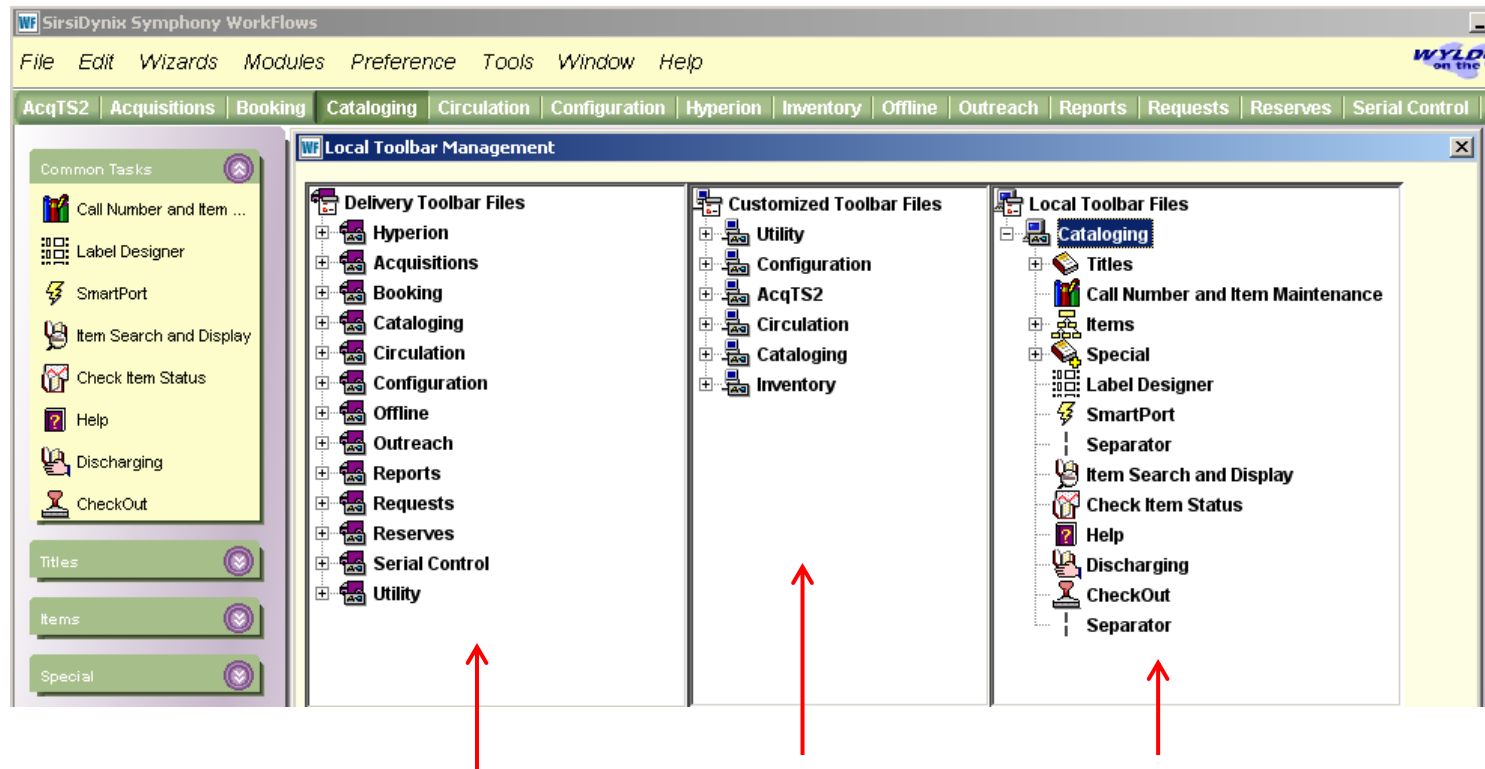 WF SirsiDynix Symphony WorkFlows
File Edit Wizards Modules Preference Tools Window Help
on the
AcqTS2 Acquisitions Booking Cataloging Circulation Configuration Hyperion Inventory Offline Outreach Reports Requests Reserves Serial Control
Common Tasks
Call Number and Item ...
Label Designer
SmartPort
Item Search and Display
Check Item Status
Help
Discharging
CheckOut
Titles
Items
Special
WF Local Toolbar Management
Delivery Toolbar Files
Hyperion
Acquisitions
Booking
Cataloging
Circulation
Configuration
Offline
Outreach
Reports
Requests
Reserves
Serial Control
Utility
Customized Toolbar Files
Utility
Configuration
AcqTS2
Circulation
Cataloging
Inventory
Local Toolbar Files
Cataloging
Titles
Call Number and Item Maintenance
Items
Special
Label Designer
SmartPort
Separator
Item Search and Display
Check Item Status
Help
Discharging
CheckOut
Separator